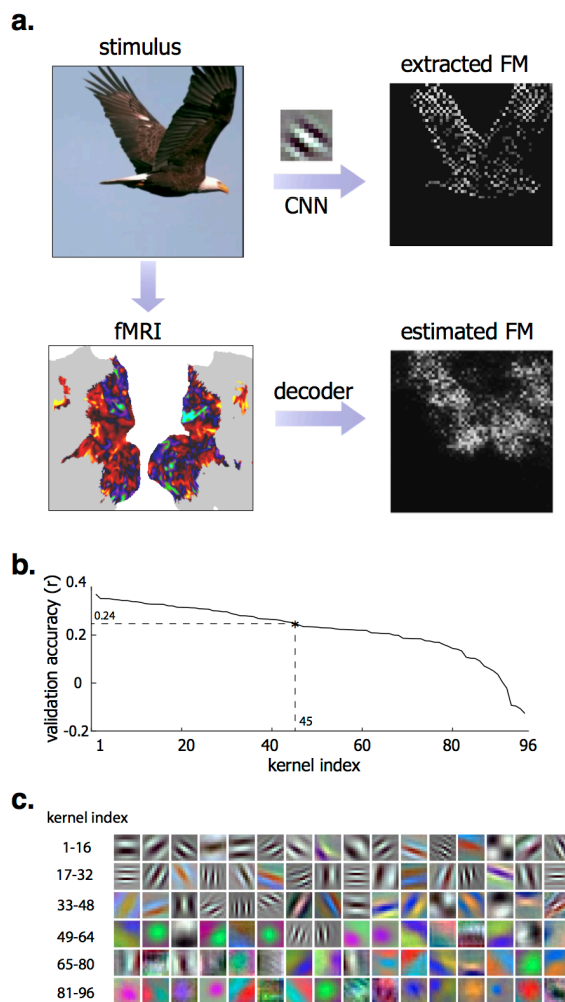 a.
stimulus
extracted FM
CNN
fMRI
estimated FM
decoder
b.
validation accuracy (r)
0.4
0.24
0.2
0
-0.2
45
1 20 40 60 80 96
kernel index
c.
kernel index
1-16
17-32
33-48
49-64
65-80
81-96